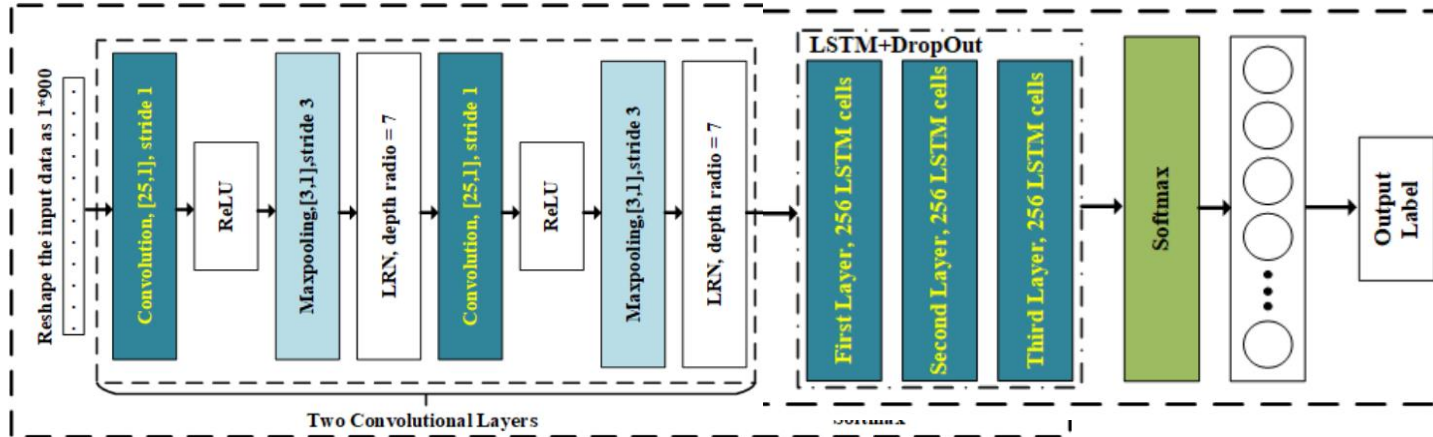 Reshape the input data as 1*900
Convolution, [25,1], stride 1
ReLU
Maxpooling,[3,1],stride 3
LRN, depth radio = 7
Convolution, [25,1], stride 1
ReLU
Maxpooling,[3,1],stride 3
LRN, depth radio = 7
Two Convolutional Layers
LSTM+DropOut
First Layer, 256 LSTM cells
Second Layer, 256 LSTM cells
Third Layer, 256 LSTM cells
Softmax
Softmax
Output
Label